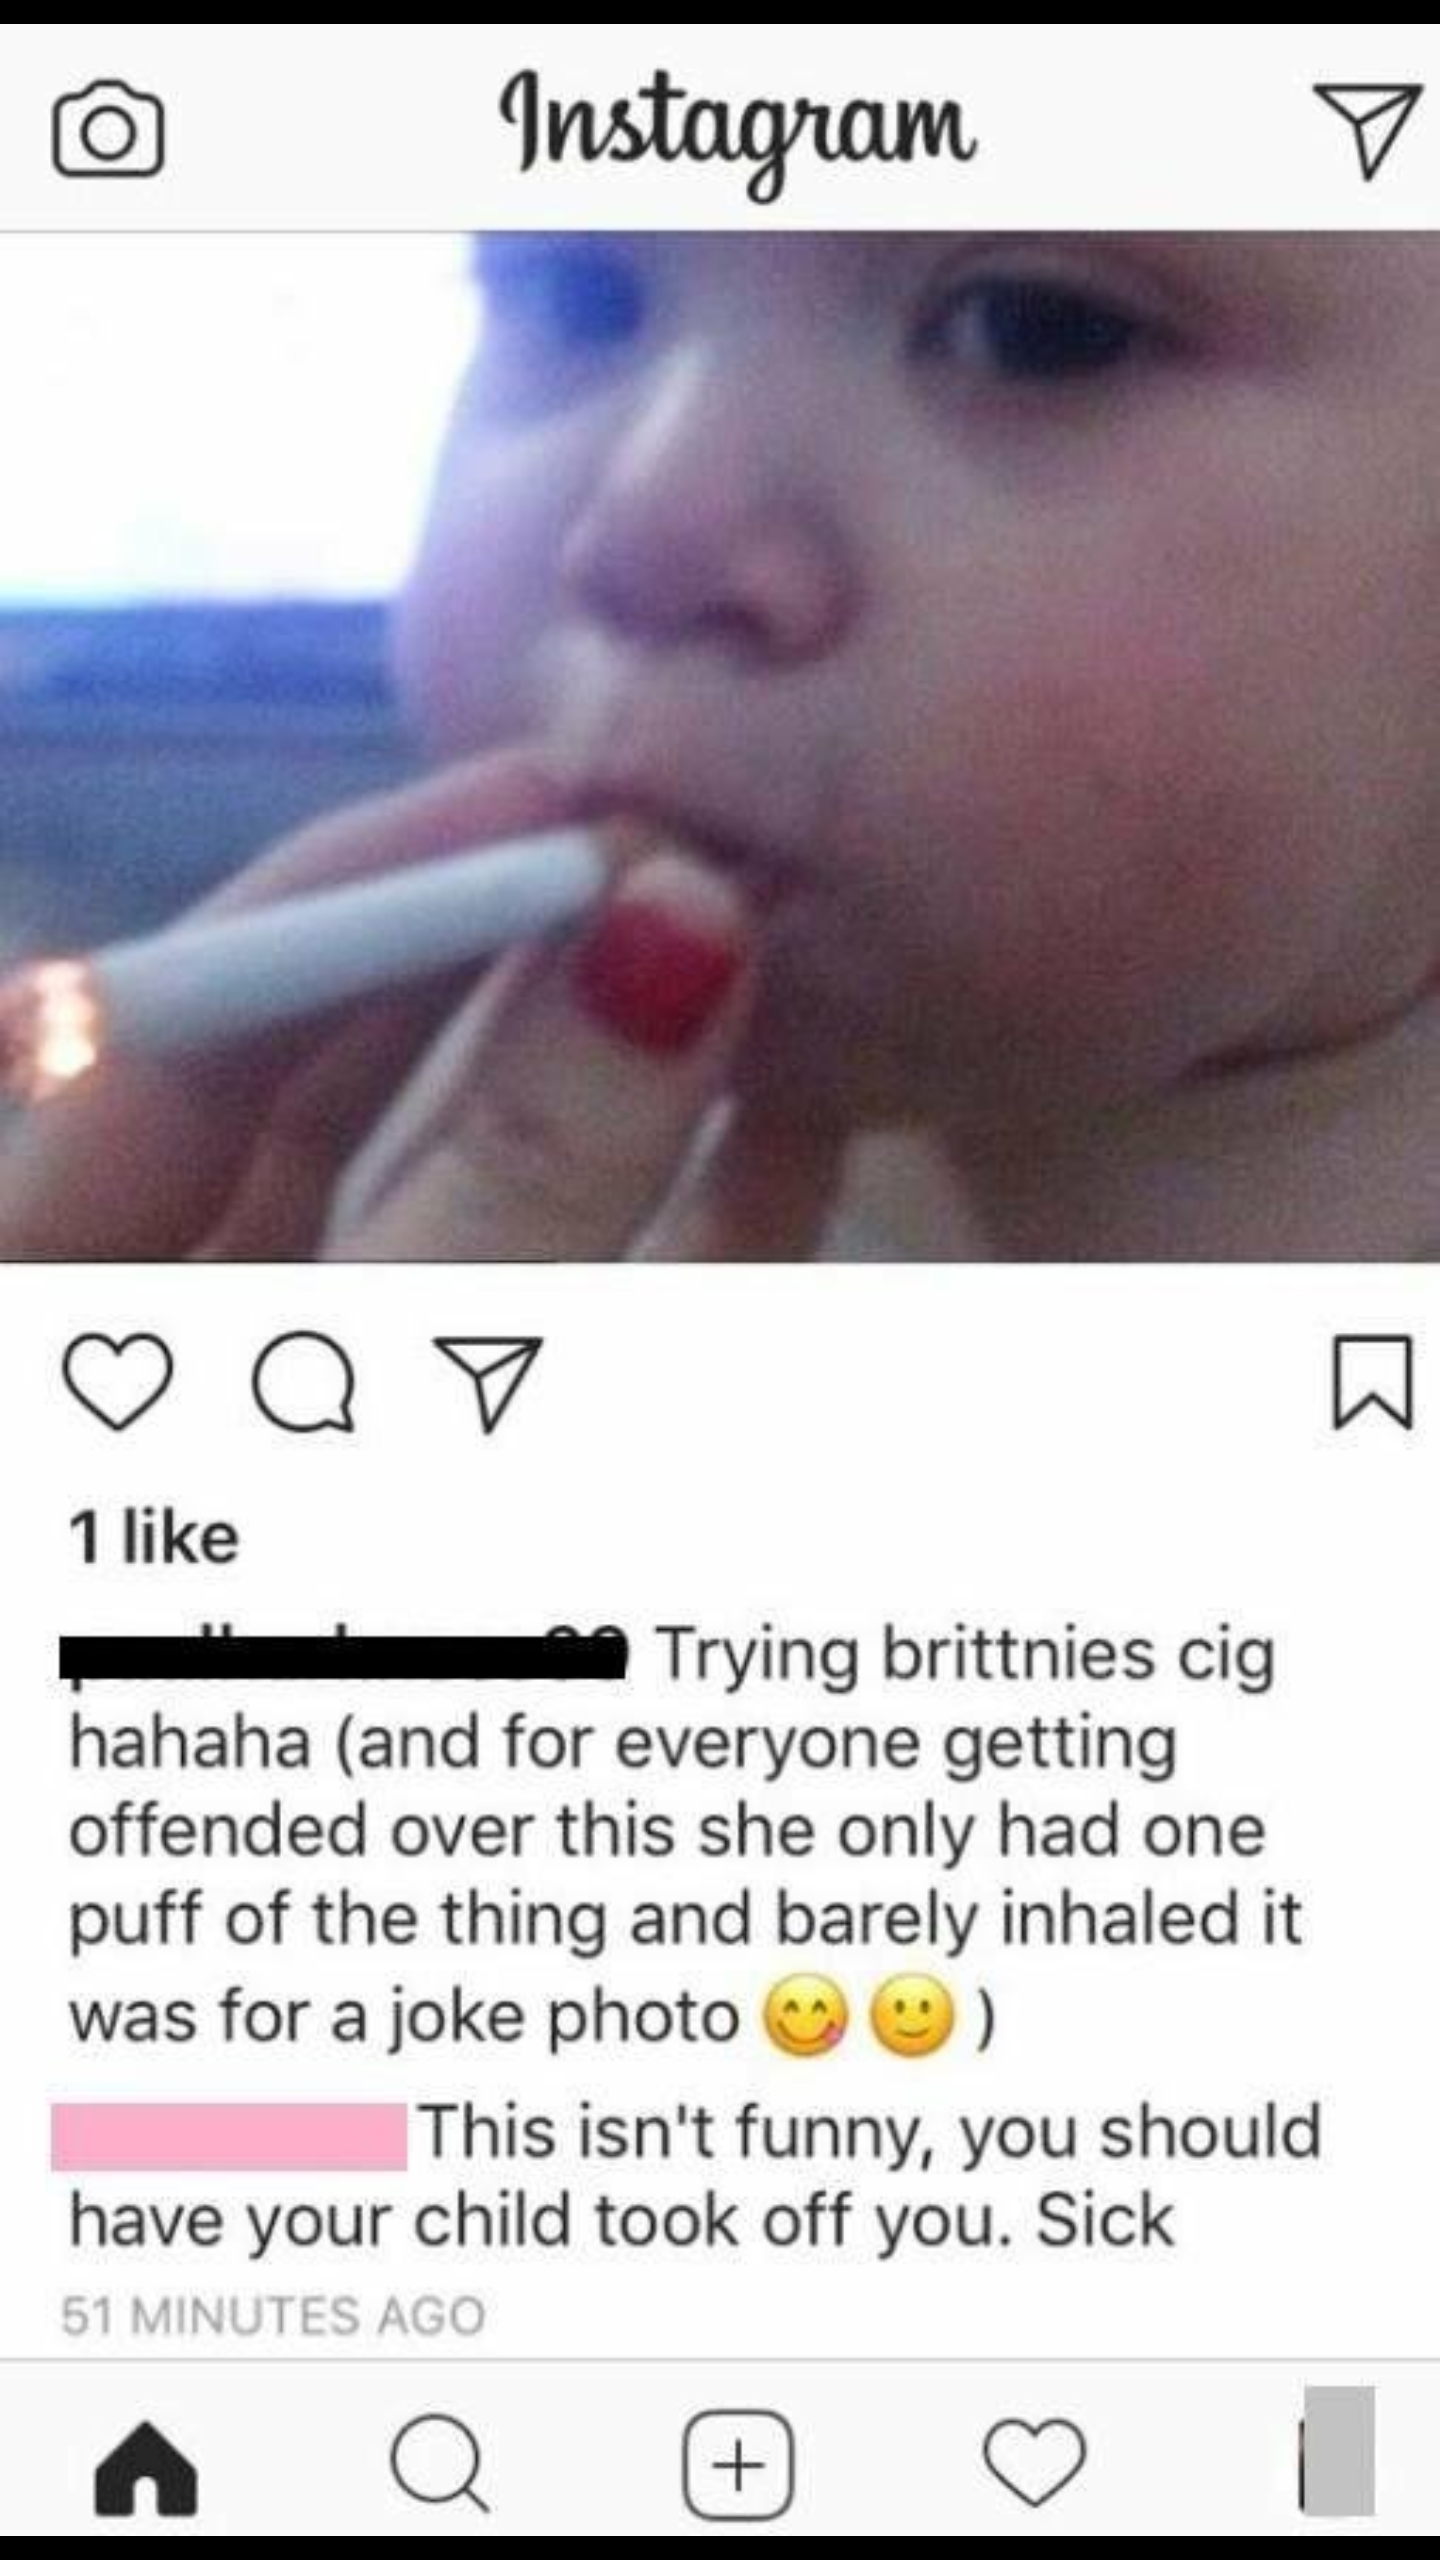 Instagram
1 like
Trying brittnies cig
hahaha (and for everyone getting
offended over this she only had one
puff of the thing and barely inhaled it
was for a joke photo 😋 🙂 )
This isn't funny, you should
have your child took off you. Sick
51 MINUTES AGO